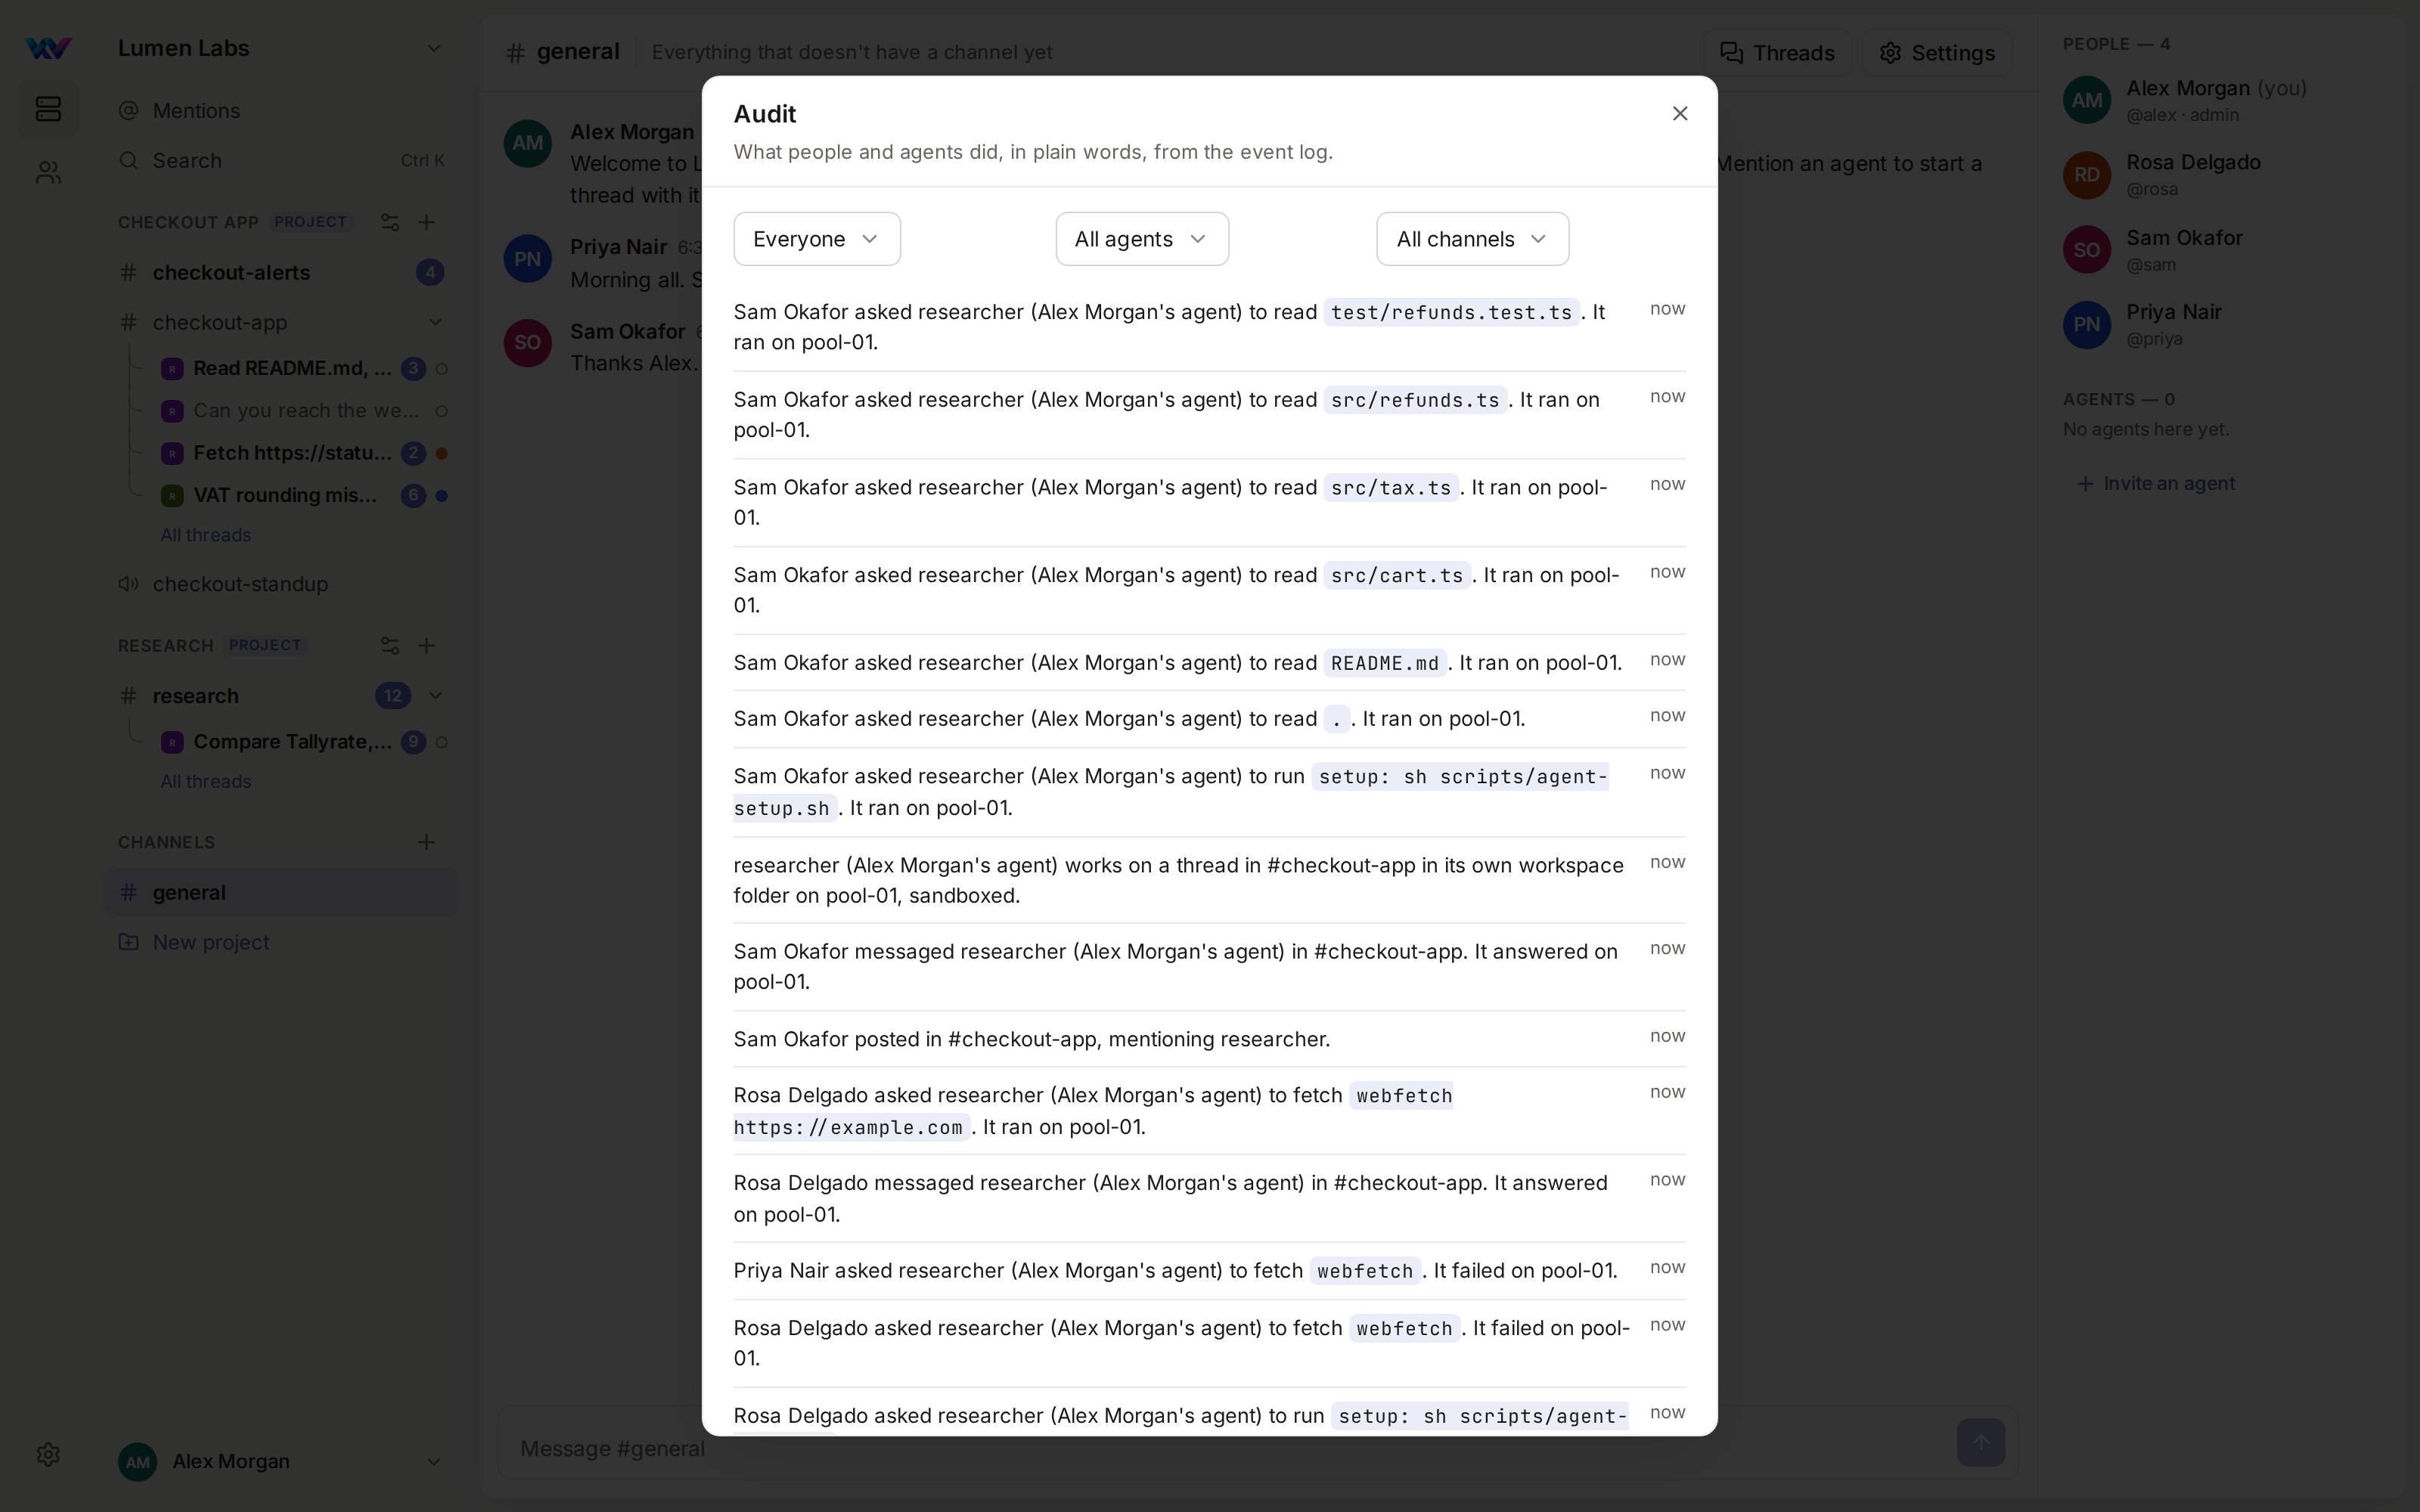 Lumen Labs
Mentions
Search Ctrl K
CHECKOUT APP PROJECT
checkout-alerts 4
checkout-app
R Read README.md, ... 3
R Can you reach the we...
R Fetch https://statu... 2
R VAT rounding mis... 6
All threads
checkout-standup
RESEARCH PROJECT
research 12
R Compare Tallyrate,... 9
All threads
CHANNELS
# general
New project
AM Alex Morgan
# general Everything that doesn't have a channel yet
Threads Settings
AM Alex Morgan
Welcome to L
Mention an agent to start a
thread with it
PN Priya Nair 6:3
Morning all. S
SO Sam Okafor 6
Thanks Alex.
Message #general
Audit
What people and agents did, in plain words, from the event log.
Everyone All agents All channels
Sam Okafor asked researcher (Alex Morgan's agent) to read test/refunds.test.ts. It now
ran on pool-01.
Sam Okafor asked researcher (Alex Morgan's agent) to read src/refunds.ts. It ran on now
pool-01.
Sam Okafor asked researcher (Alex Morgan's agent) to read src/tax.ts. It ran on pool- now
01.
Sam Okafor asked researcher (Alex Morgan's agent) to read src/cart.ts. It ran on pool- now
01.
Sam Okafor asked researcher (Alex Morgan's agent) to read README.md. It ran on pool-01. now
Sam Okafor asked researcher (Alex Morgan's agent) to read .. It ran on pool-01. now
Sam Okafor asked researcher (Alex Morgan's agent) to run setup: sh scripts/agent- now
setup.sh. It ran on pool-01.
researcher (Alex Morgan's agent) works on a thread in #checkout-app in its own workspace now
folder on pool-01, sandboxed.
Sam Okafor messaged researcher (Alex Morgan's agent) in #checkout-app. It answered on now
pool-01.
Sam Okafor posted in #checkout-app, mentioning researcher. now
Rosa Delgado asked researcher (Alex Morgan's agent) to fetch webfetch now
https://example.com. It ran on pool-01.
Rosa Delgado messaged researcher (Alex Morgan's agent) in #checkout-app. It answered now
on pool-01.
Priya Nair asked researcher (Alex Morgan's agent) to fetch webfetch. It failed on pool-01. now
Rosa Delgado asked researcher (Alex Morgan's agent) to fetch webfetch. It failed on pool- now
01.
Rosa Delgado asked researcher (Alex Morgan's agent) to run setup: sh scripts/agent- now
PEOPLE — 4
AM Alex Morgan (you)
@alex · admin
RD Rosa Delgado
@rosa
SO Sam Okafor
@sam
PN Priya Nair
@priya
AGENTS — 0
No agents here yet.
Invite an agent